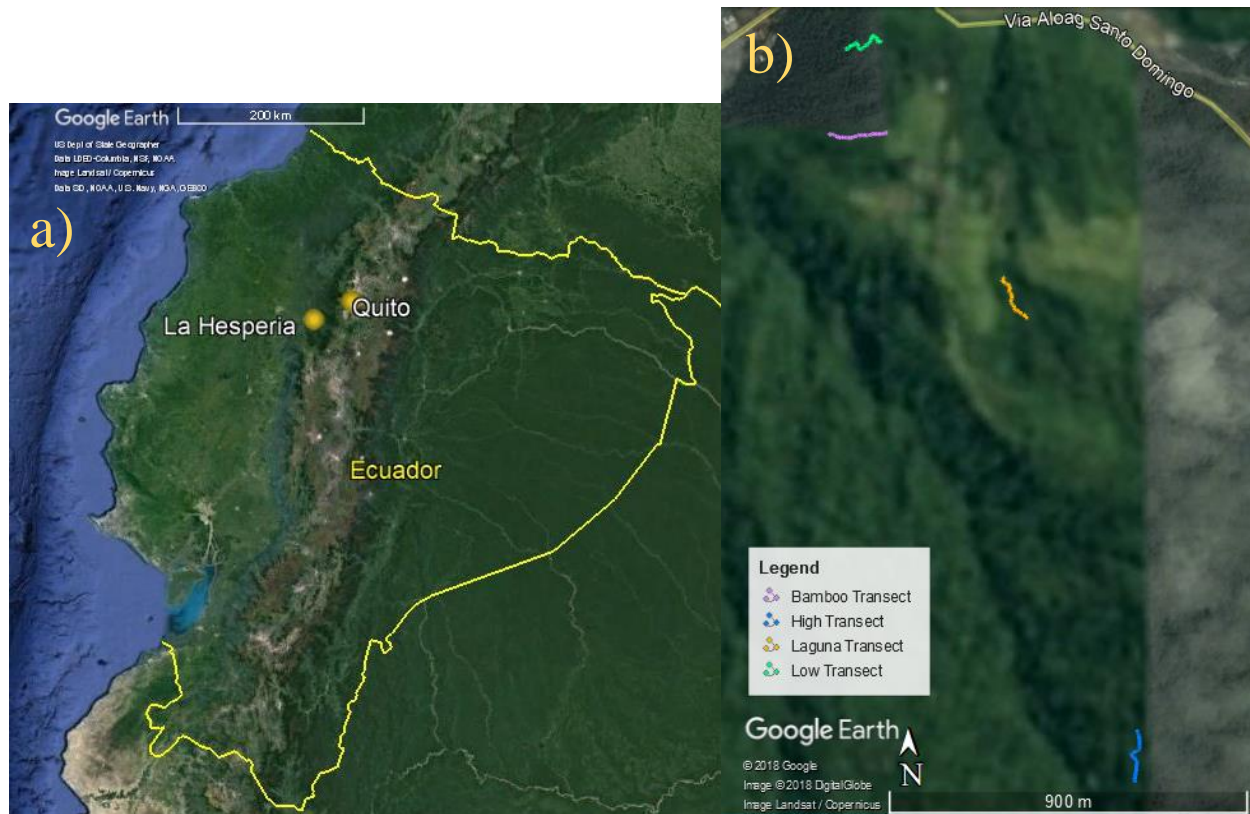 a)
Google Earth
200 km
US Dept of State Geographer
Data LDEO-Columbia, NSF, NOAA
Image Landsat / Copernicus
Data SIO, NOAA, U.S. Navy, NGA, GEBCO
La Hesperia
Quito
Ecuador
b)
Via Aloag Santo Domingo
Legend
Bamboo Transect
High Transect
Laguna Transect
Low Transect
Google Earth
N
© 2018 Google
Image © 2018 DigitalGlobe
Image Landsat / Copernicus
900 m